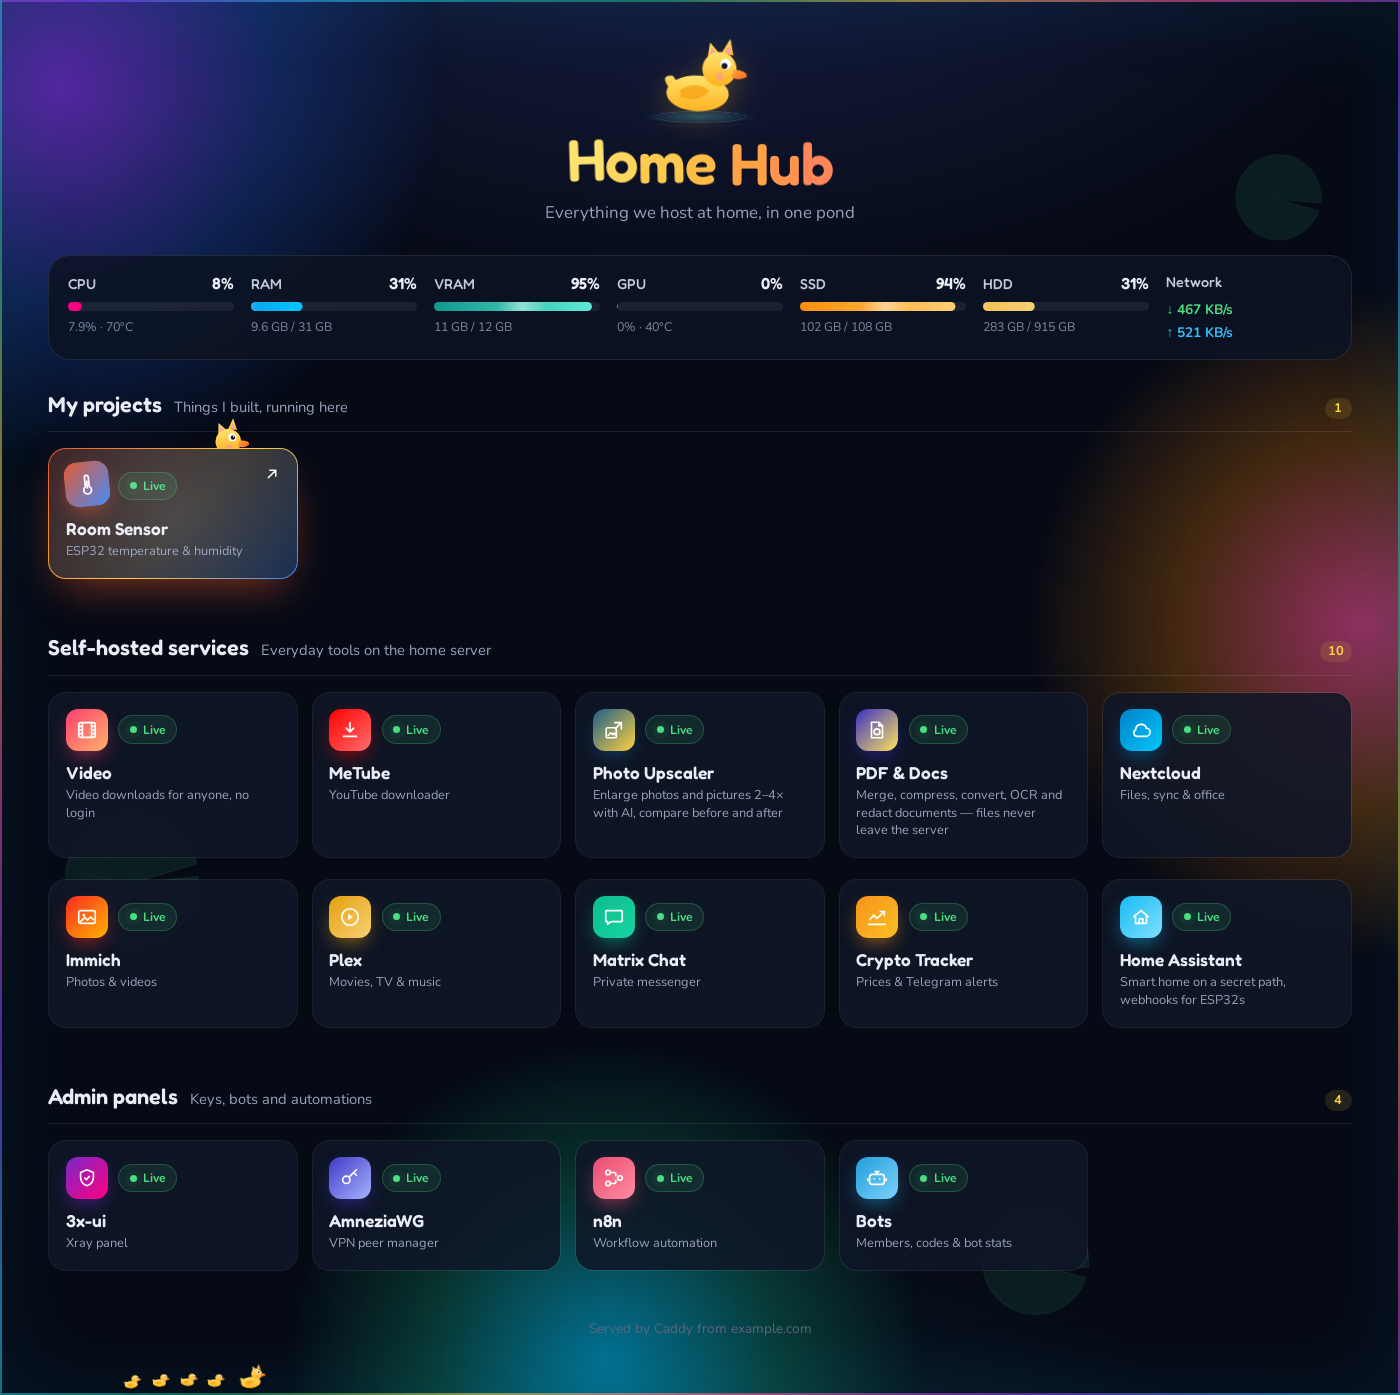 Home Hub
Everything we host at home, in one pond
CPU 8%
7.9% · 70°C
RAM 31%
9.6 GB / 31 GB
VRAM 95%
11 GB / 12 GB
GPU 0%
0% · 40°C
SSD 94%
102 GB / 108 GB
HDD 31%
283 GB / 915 GB
Network
↓ 467 KB/s
↑ 521 KB/s
My projects Things I built, running here 1
Live
Room Sensor
ESP32 temperature & humidity
Self-hosted services Everyday tools on the home server 10
Live
Video
Video downloads for anyone, no
login
Live
MeTube
YouTube downloader
Live
Photo Upscaler
Enlarge photos and pictures 2–4×
with AI, compare before and after
Live
PDF & Docs
Merge, compress, convert, OCR and
redact documents — files never
leave the server
Live
Nextcloud
Files, sync & office
Live
Immich
Photos & videos
Live
Plex
Movies, TV & music
Live
Matrix Chat
Private messenger
Live
Crypto Tracker
Prices & Telegram alerts
Live
Home Assistant
Smart home on a secret path,
webhooks for ESP32s
Admin panels Keys, bots and automations 4
Live
3x-ui
Xray panel
Live
AmneziaWG
VPN peer manager
Live
n8n
Workflow automation
Live
Bots
Members, codes & bot stats
Served by Caddy from example.com